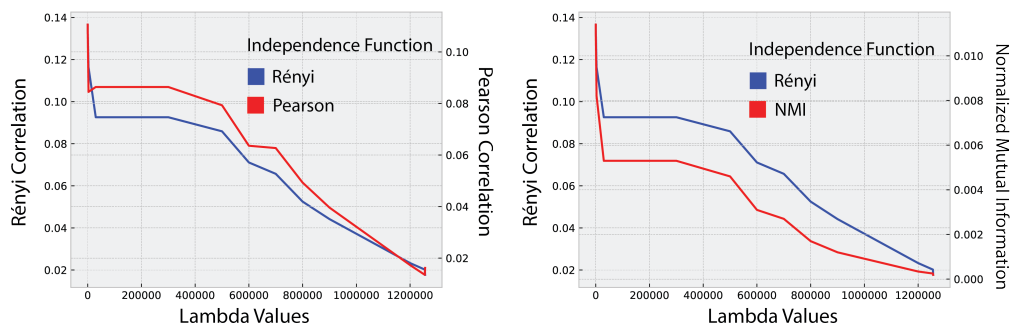 0.14
0.12
0.10
0.08
0.06
0.04
0.02
Rényi Correlation
Independence Function
Rényi
Pearson
0.10
0.08
0.06
0.04
0.02
Pearson Correlation
0 200000 400000 600000 800000 1000000 1200000
Lambda Values
0.14
0.12
0.10
0.08
0.06
0.04
0.02
Rényi Correlation
Independence Function
Rényi
NMI
0.010
0.008
0.006
0.004
0.002
0.000
Normalized Mutual Information
0 200000 400000 600000 800000 1000000 1200000
Lambda Values